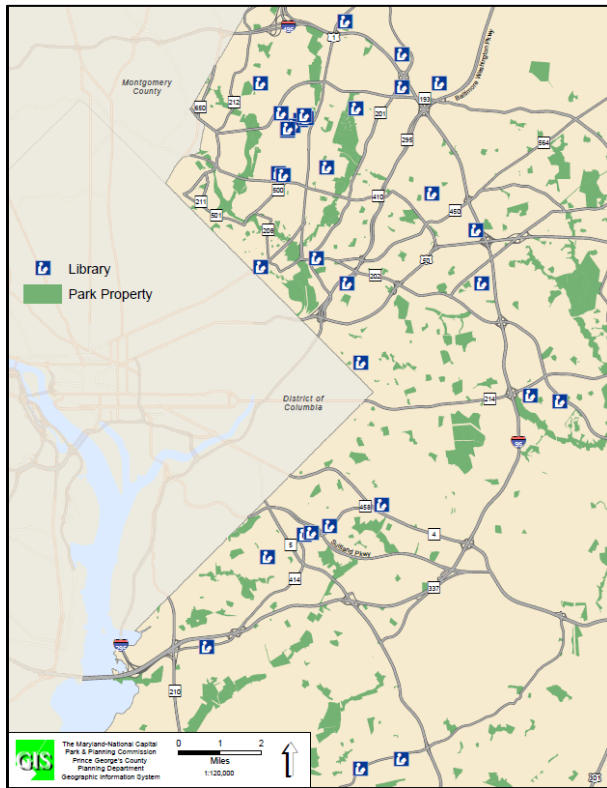 495
1
Montgomery
County
Baltimore Washington Pkwy
193
650
212
201
295
564
500
410
211
501
450
208
50
202
Library
Park Property
District of
Columbia
214
95
458
5
4
Suitland Pkwy
414
337
295
210
301
GIS
The Maryland-National Capital
Park & Planning Commission
Prince George's County
Planning Department
Geographic Information System
0 1 2
Miles
1:120,000